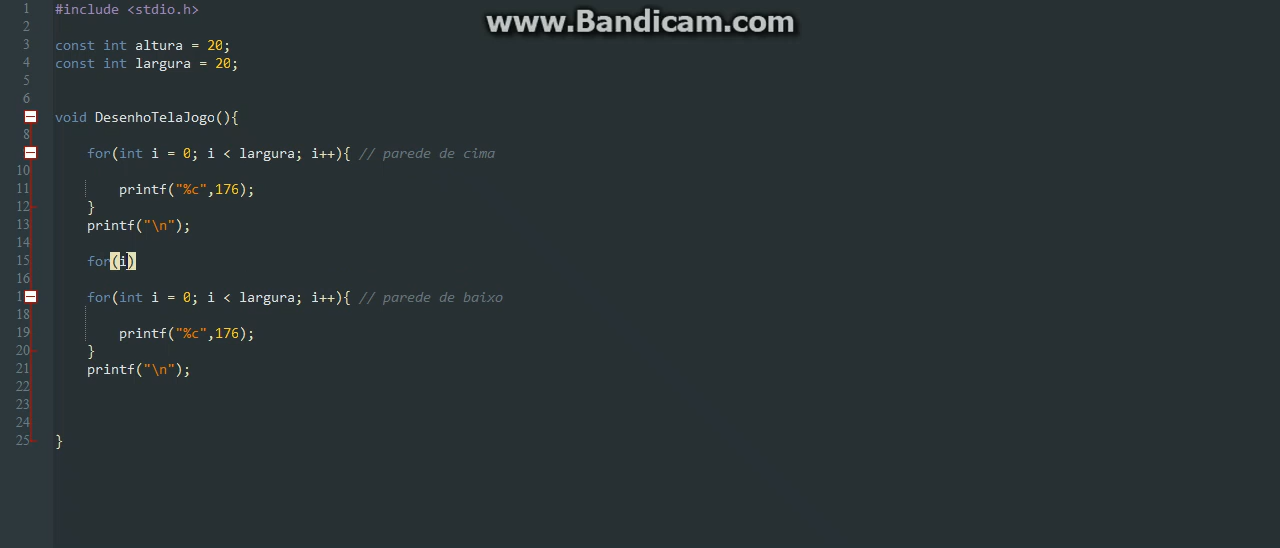 www.Bandicam.com
1 #include <stdio.h>
2
3 const int altura = 20;
4 const int largura = 20;
5
6
void DesenhoTelaJogo(){
8
for(int i = 0; i < largura; i++){ // parede de cima
10
11 printf("%c",176);
12 }
13 printf("\n");
14
15 for(i)
16
1 for(int i = 0; i < largura; i++){ // parede de baixo
18
19 printf("%c",176);
20 }
21 printf("\n");
22
23
24
25 }